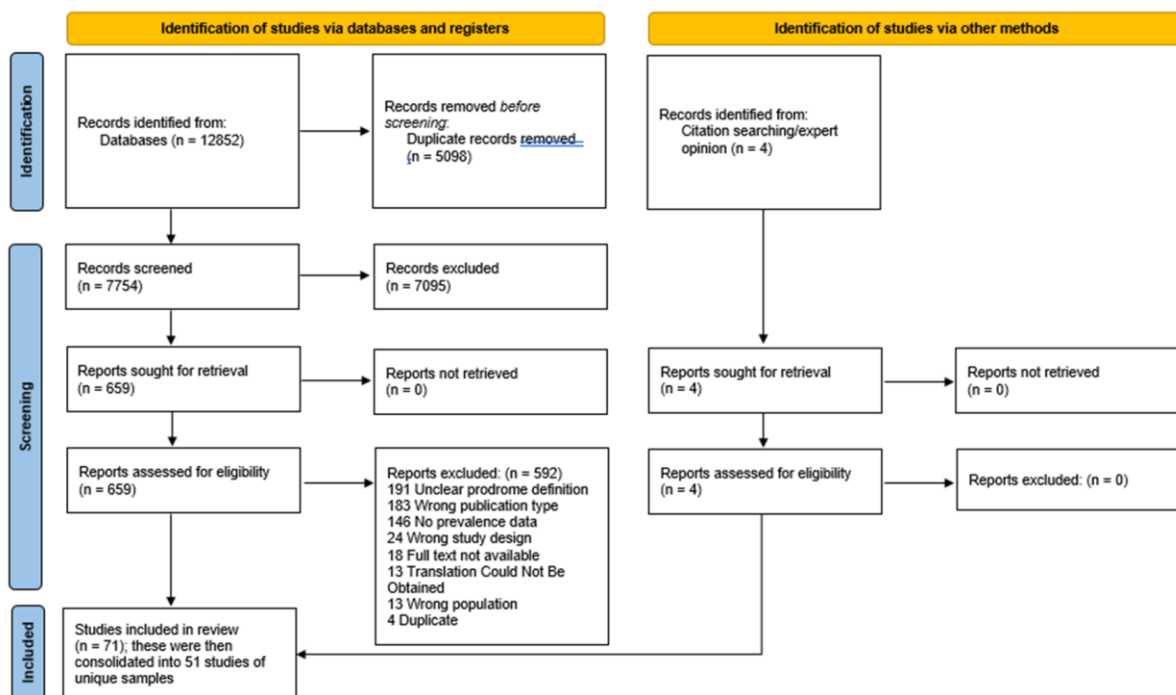 Identification of studies via databases and registers
Identification of studies via other methods
Identification
Records identified from:
Databases (n = 12852)
Records removed before
screening:
Duplicate records removed
(n = 5098)
Records identified from:
Citation searching/expert
opinion (n = 4)
Screening
Records screened
(n = 7754)
Records excluded
(n = 7095)
Reports sought for retrieval
(n = 659)
Reports not retrieved
(n = 0)
Reports sought for retrieval
(n = 4)
Reports not retrieved
(n = 0)
Reports assessed for eligibility
(n = 659)
Reports excluded: (n = 592)
191 Unclear prodrome definition
183 Wrong publication type
146 No prevalence data
24 Wrong study design
18 Full text not available
13 Translation Could Not Be
Obtained
13 Wrong population
4 Duplicate
Reports assessed for eligibility
(n = 4)
Reports excluded: (n = 0)
Included
Studies included in review
(n = 71); these were then
consolidated into 51 studies of
unique samples